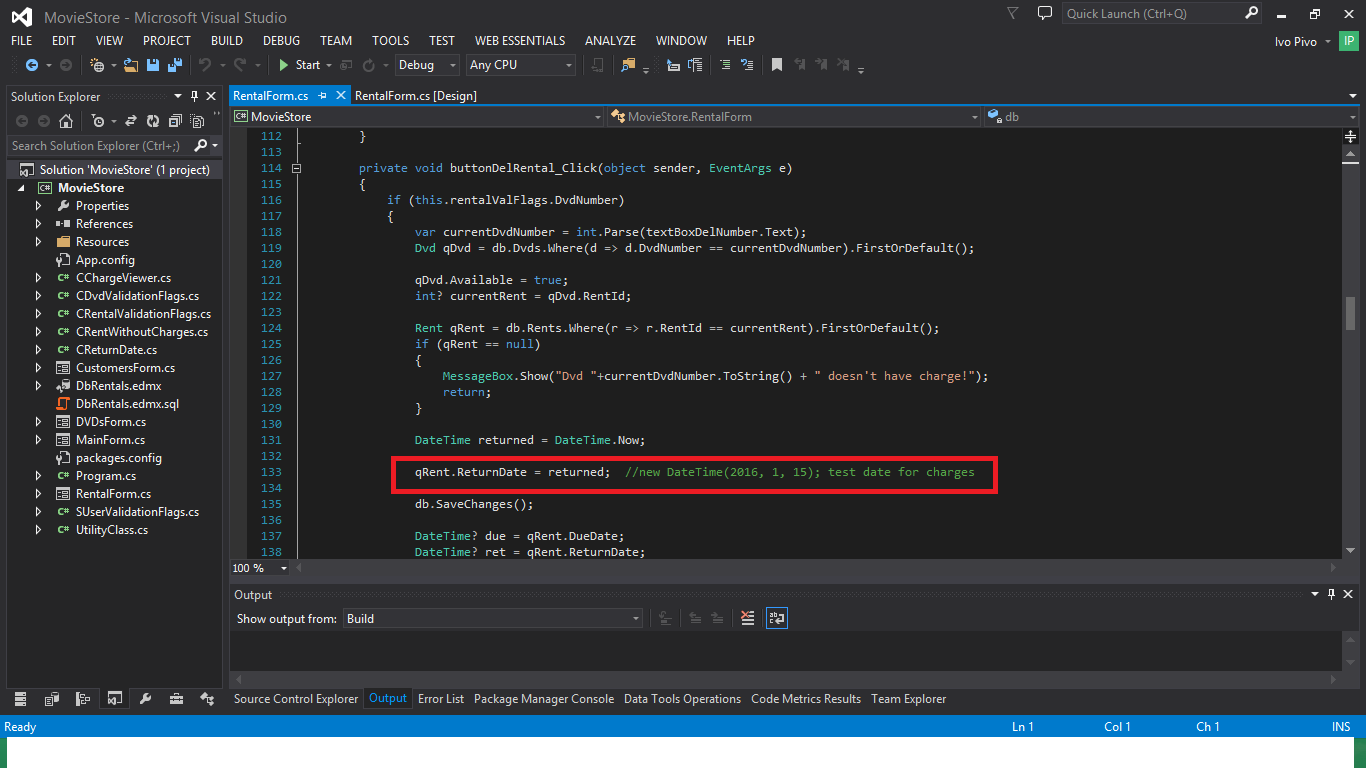 MovieStore - Microsoft Visual Studio
Quick Launch (Ctrl+Q)
FILE EDIT VIEW PROJECT BUILD DEBUG TEAM TOOLS TEST WEB ESSENTIALS ANALYZE WINDOW HELP
Ivo Pivo IP
Start Debug Any CPU
Solution Explorer
Search Solution Explorer (Ctrl+;)
Solution 'MovieStore' (1 project)
C# MovieStore
Properties
References
Resources
App.config
C# CChargeViewer.cs
C# CDvdValidationFlags.cs
C# CRentalValidationFlags.cs
C# CRentWithoutCharges.cs
C# CReturnDate.cs
CustomersForm.cs
DbRentals.edmx
DbRentals.edmx.sql
DVDsForm.cs
MainForm.cs
packages.config
C# Program.cs
RentalForm.cs
C# SUserValidationFlags.cs
C# UtilityClass.cs
RentalForm.cs RentalForm.cs [Design]
C# MovieStore MovieStore.RentalForm db
112 }
113
114 private void buttonDelRental_Click(object sender, EventArgs e)
115 {
116 if (this.rentalValFlags.DvdNumber)
117 {
118 var currentDvdNumber = int.Parse(textBoxDelNumber.Text);
119 Dvd qDvd = db.Dvds.Where(d => d.DvdNumber == currentDvdNumber).FirstOrDefault();
120
121 qDvd.Available = true;
122 int? currentRent = qDvd.RentId;
123
124 Rent qRent = db.Rents.Where(r => r.RentId == currentRent).FirstOrDefault();
125 if (qRent == null)
126 {
127 MessageBox.Show("Dvd "+currentDvdNumber.ToString() + " doesn't have charge!");
128 return;
129 }
130
131 DateTime returned = DateTime.Now;
132
133 qRent.ReturnDate = returned; //new DateTime(2016, 1, 15); test date for charges
134
135 db.SaveChanges();
136
137 DateTime? due = qRent.DueDate;
138 DateTime? ret = qRent.ReturnDate;
100 %
Output
Show output from: Build
Source Control Explorer Output Error List Package Manager Console Data Tools Operations Code Metrics Results Team Explorer
Ready Ln 1 Col 1 Ch 1 INS